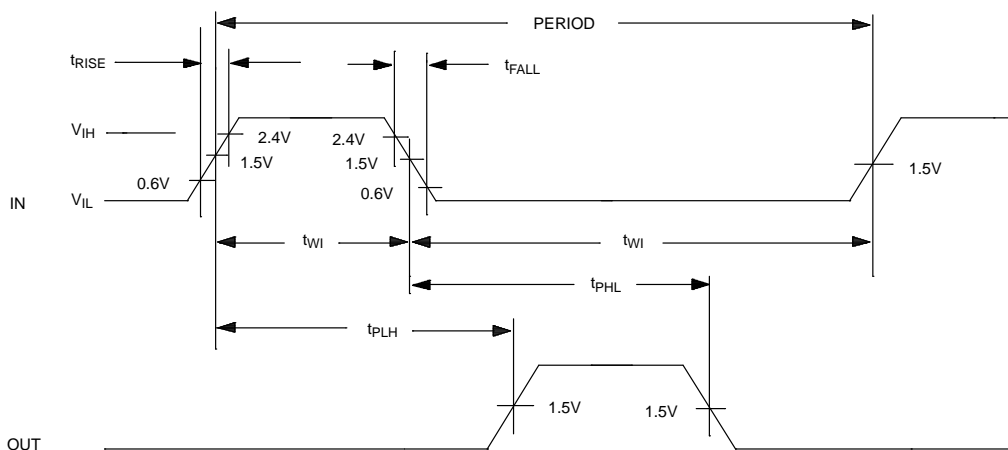 PERIOD
tRISE
tFALL
VIH
2.4V
2.4V
1.5V
1.5V
1.5V
0.6V
0.6V
IN
VIL
tWI
tWI
tPHL
tPLH
1.5V
1.5V
OUT